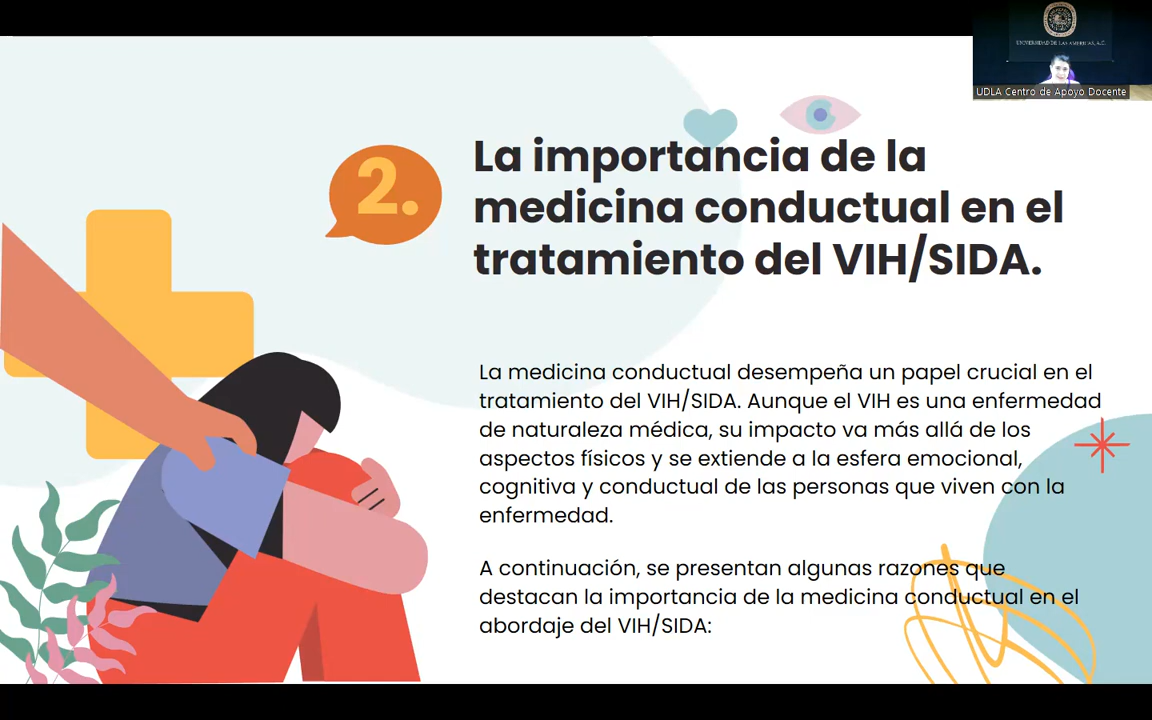 UNIVERSIDAD DE LAS AMERICAS, A.C.
UDLA Centro de Apoyo Docente
2.
La importancia de la
medicina conductual en el
tratamiento del VIH/SIDA.
La medicina conductual desempeña un papel crucial en el
tratamiento del VIH/SIDA. Aunque el VIH es una enfermedad
de naturaleza médica, su impacto va más allá de los
aspectos físicos y se extiende a la esfera emocional,
cognitiva y conductual de las personas que viven con la
enfermedad.
A continuación, se presentan algunas razones que
destacan la importancia de la medicina conductual en el
abordaje del VIH/SIDA: